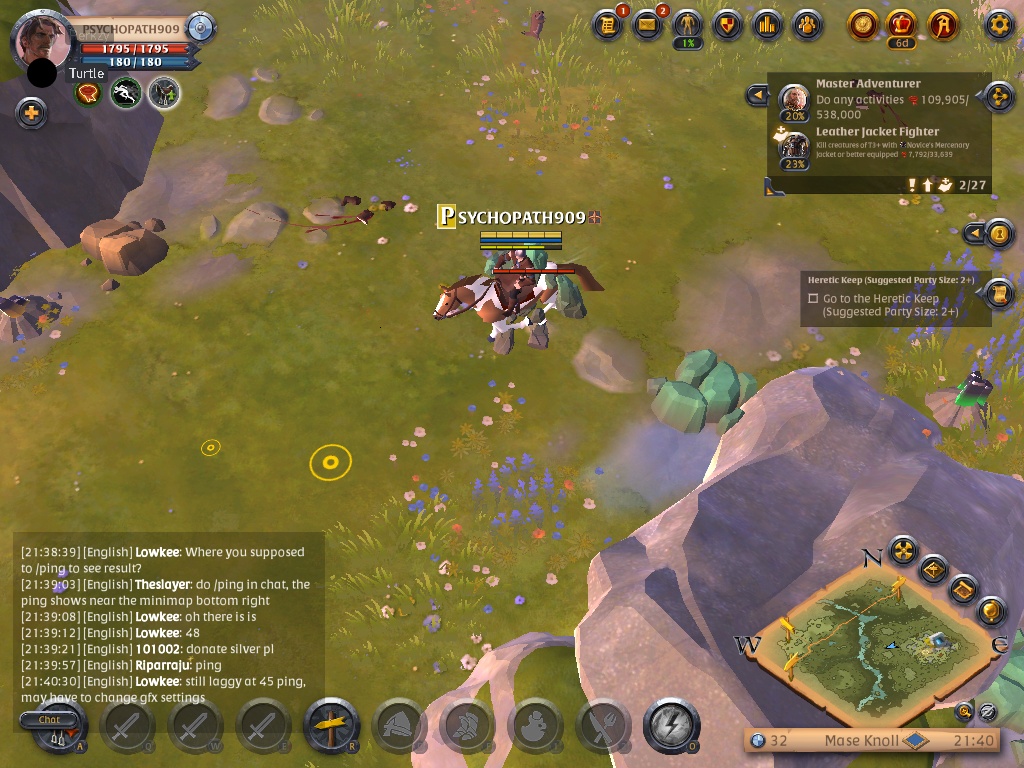 PSYCHOPATH909
1795 / 1795
180 / 180
Turtle
1
2
1%
6d
Master Adventurer
Do any activities 109,905/
538,000
20%
Leather Jacket Fighter
Kill creatures of T3+ with Novice's Mercenary
Jacket or better equipped 7,792/33,639
23%
2/27
PSYCHOPATH909
Heretic Keep (Suggested Party Size: 2+)
Go to the Heretic Keep
(Suggested Party Size: 2+)
[21:38:39] [English] Lowkee: Where you supposed
to /ping to see result?
[21:39:03] [English] Theslayer: do /ping in chat, the
ping shows near the minimap bottom right
[21:39:08] [English] Lowkee: oh there is is
[21:39:12] [English] Lowkee: 48
[21:39:21] [English] 101002: donate silver pl
[21:39:57] [English] Riparraju: ping
[21:40:30] [English] Lowkee: still laggy at 45 ping,
may have to change gfx settings
Chat
A
Q
W
E
R
O
N
W
E
32
Mase Knoll
21:40